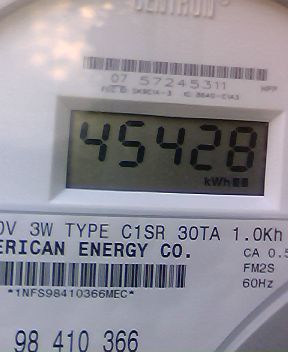 CENTRON
07 57245311
45428
kWh
0V 3W TYPE C1SR 30TA 1.0Kh
ERICAN ENERGY CO.
CA 0.5
FM2S
60Hz
*1NFS98410366MEC*
98 410 366